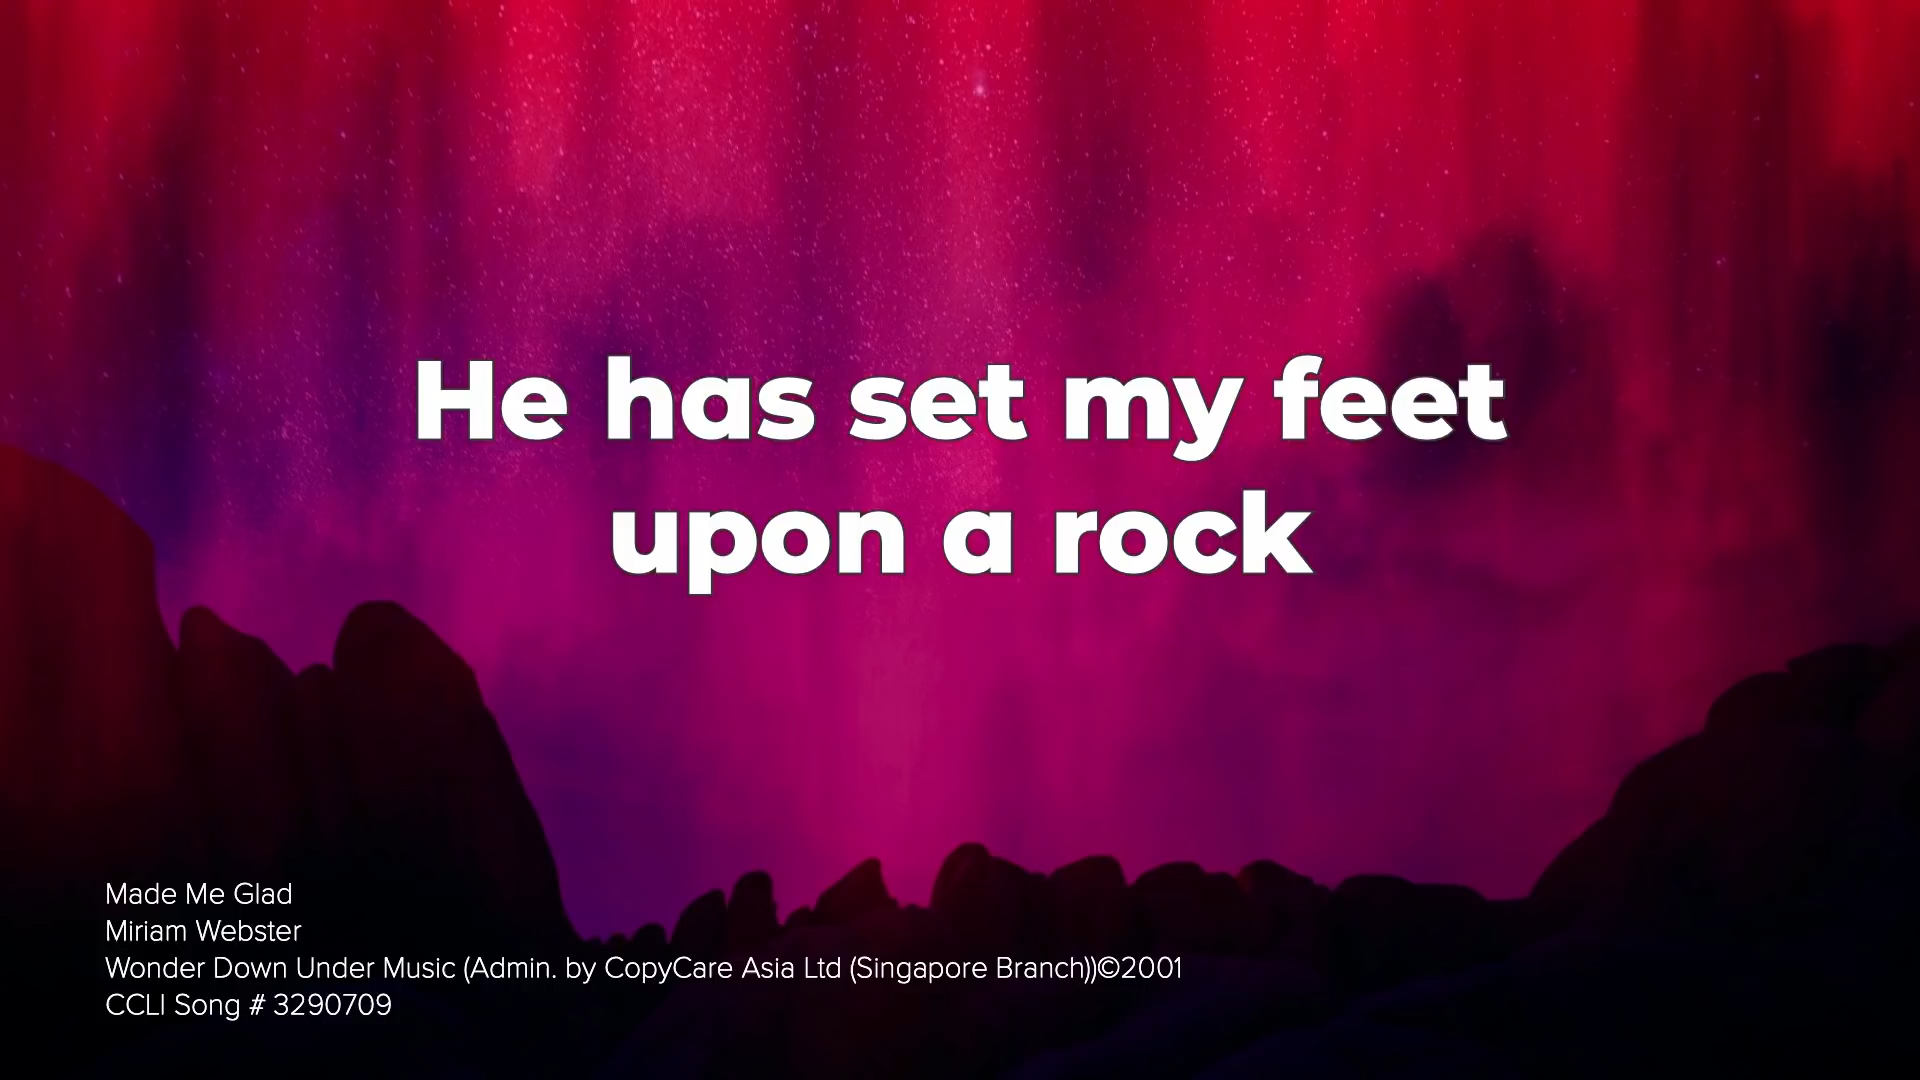 He has set my feet
upon a rock
Made Me Glad
Miriam Webster
Wonder Down Under Music (Admin. by CopyCare Asia Ltd (Singapore Branch))©2001
CCLI Song # 3290709